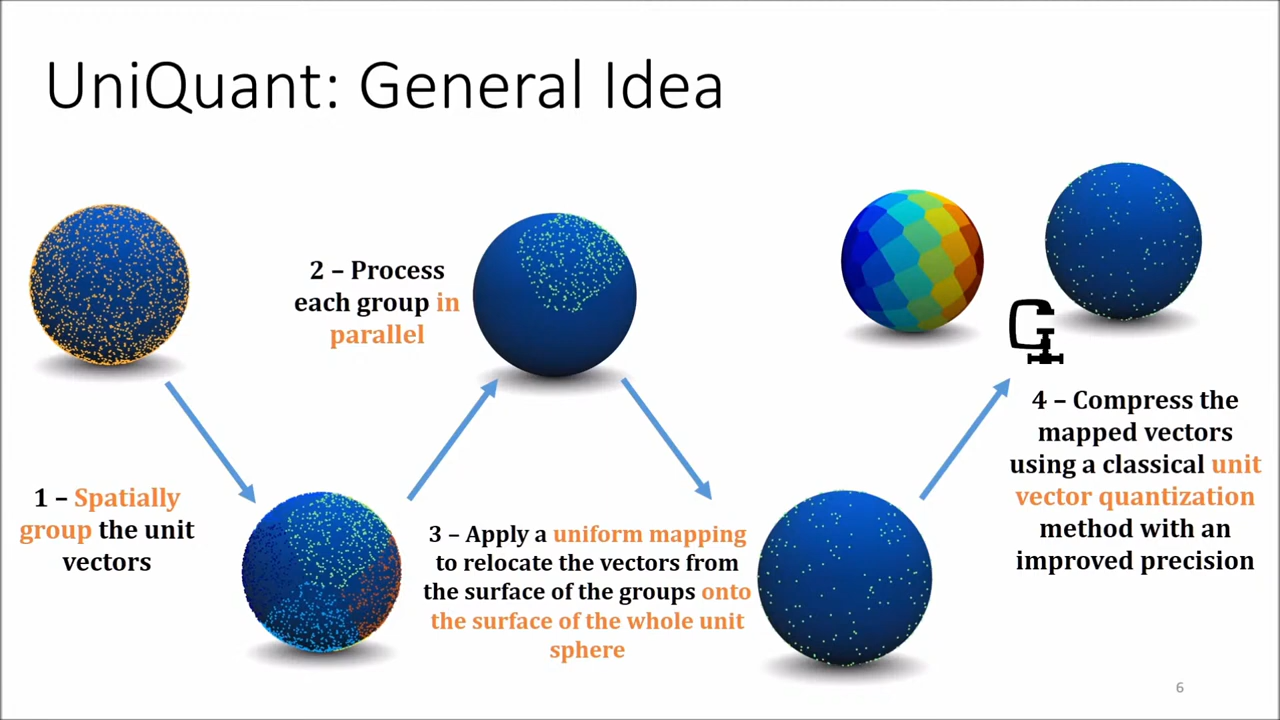 UniQuant: General Idea
1 – Spatially
group the unit
vectors
2 – Process
each group in
parallel
3 – Apply a uniform mapping
to relocate the vectors from
the surface of the groups onto
the surface of the whole unit
sphere
4 – Compress the
mapped vectors
using a classical unit
vector quantization
method with an
improved precision
6